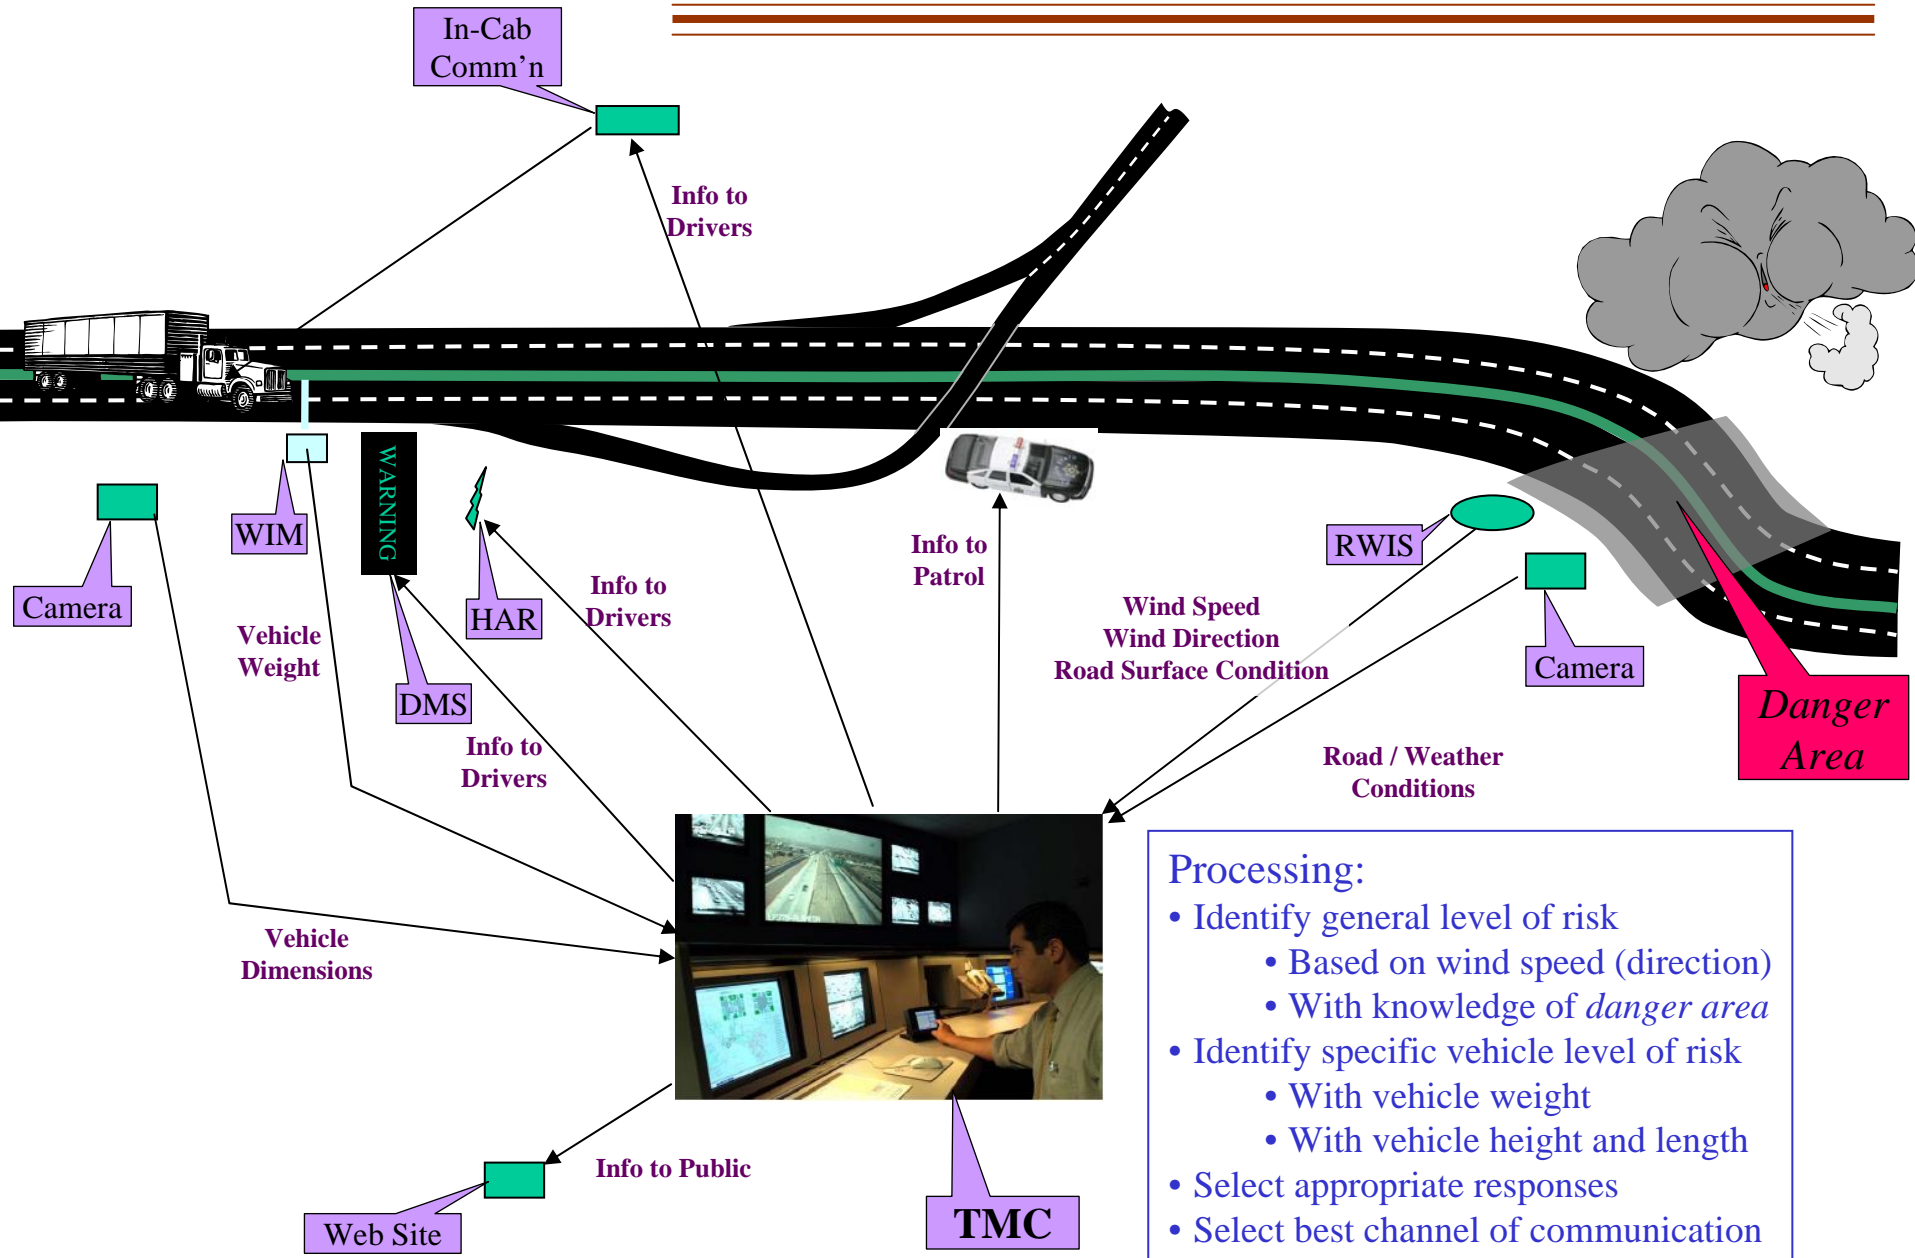 In-Cab
Comm’n
Info to
Drivers
WARNING
WIM
Camera
HAR
DMS
Vehicle
Weight
Info to
Drivers
Info to
Drivers
Info to
Patrol
RWIS
Camera
Wind Speed
Wind Direction
Road Surface Condition
Danger
Area
Road / Weather
Conditions
Vehicle
Dimensions
Info to Public
Web Site
TMC
Processing:
• Identify general level of risk
• Based on wind speed (direction)
• With knowledge of danger area
• Identify specific vehicle level of risk
• With vehicle weight
• With vehicle height and length
• Select appropriate responses
• Select best channel of communication